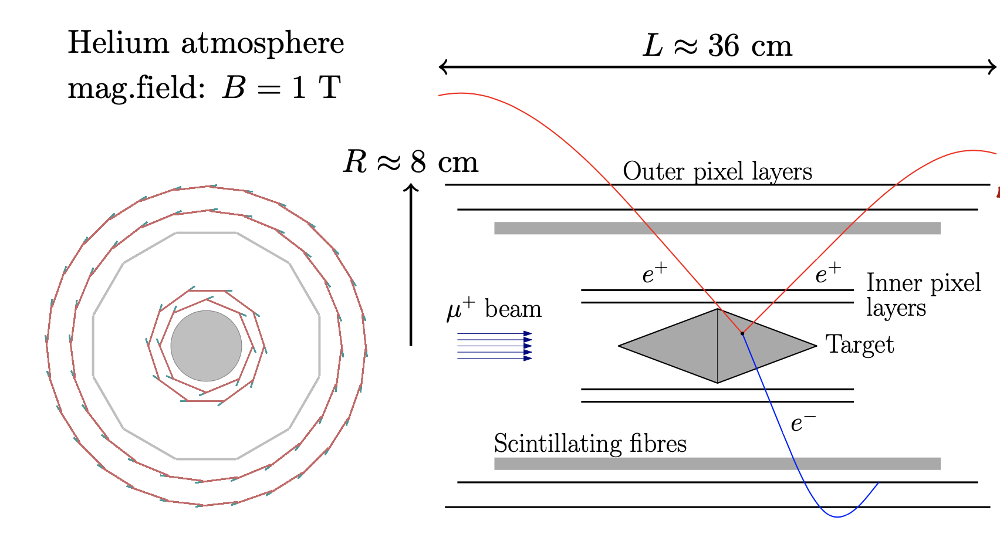 Helium atmosphere
mag.field: B = 1 T
L ≈ 36 cm
R ≈ 8 cm
Outer pixel layers
e⁺
e⁺
Inner pixel
layers
μ⁺ beam
Target
e⁻
Scintillating fibres